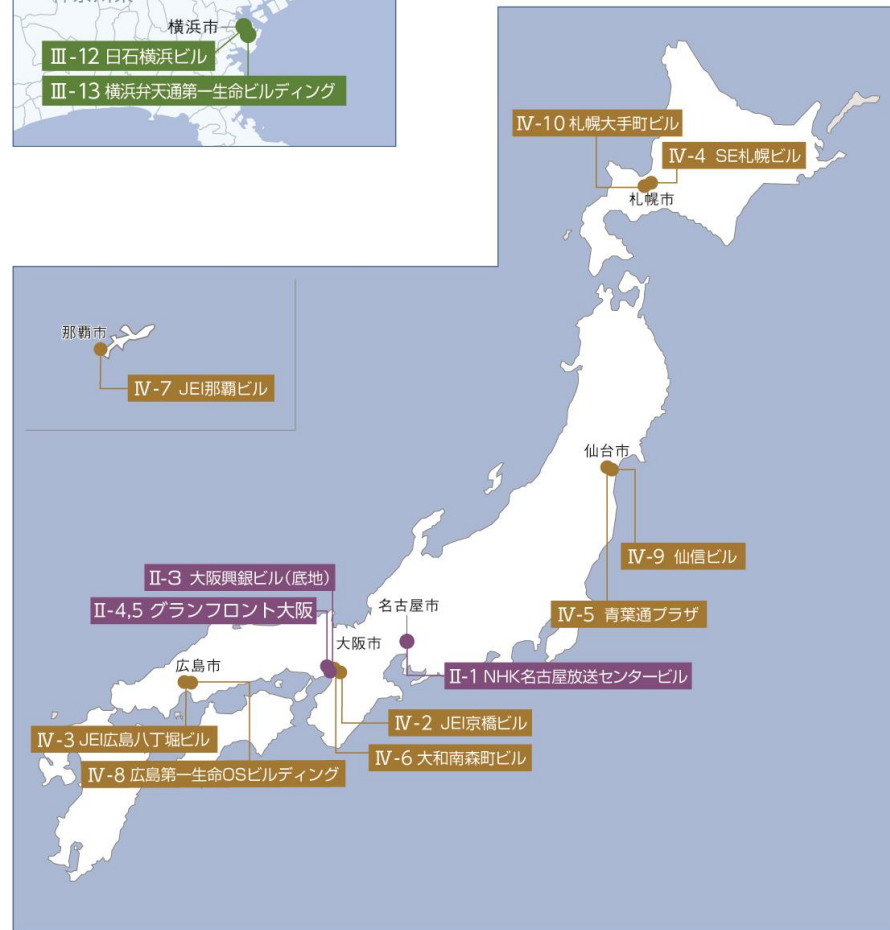 横浜市
Ⅲ-12 日石横浜ビル
Ⅲ-13 横浜弁天通第一生命ビルディング
Ⅳ-10 札幌大手町ビル
Ⅳ-4 SE札幌ビル
札幌市
那覇市
Ⅳ-7 JEI那覇ビル
仙台市
Ⅳ-9 仙信ビル
Ⅳ-5 青葉通プラザ
Ⅱ-3 大阪興銀ビル(底地)
Ⅱ-4,5 グランフロント大阪
名古屋市
大阪市
広島市
Ⅱ-1 NHK名古屋放送センタービル
Ⅳ-2 JEI京橋ビル
Ⅳ-3 JEI広島八丁堀ビル
Ⅳ-6 大和南森町ビル
Ⅳ-8 広島第一生命OSビルディング